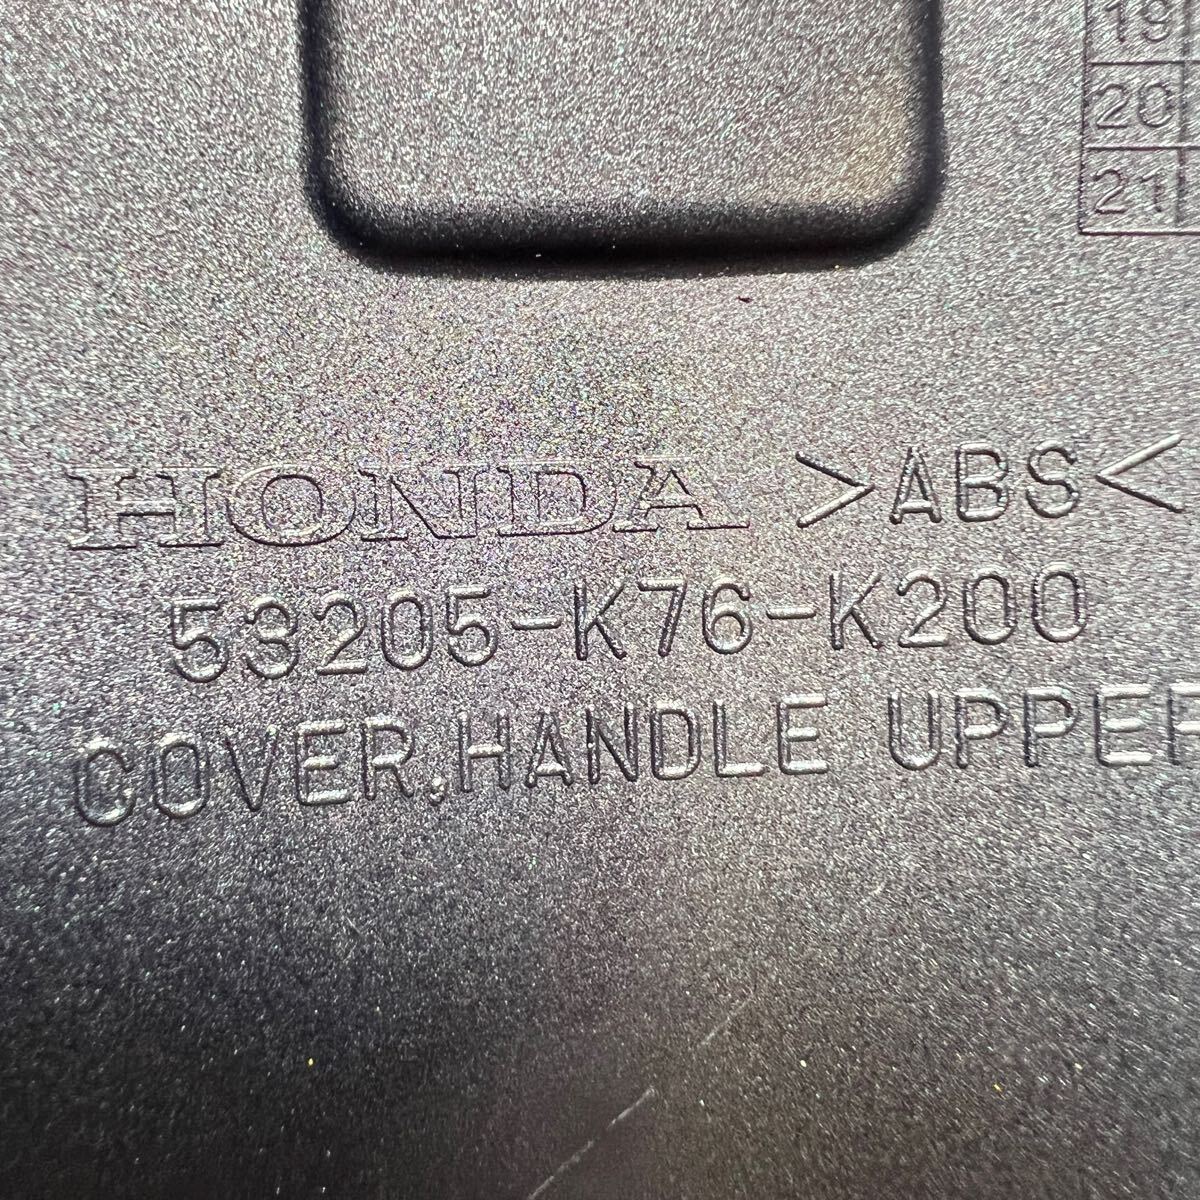 19
20
21
HONDA >ABS<
53205-K76-K200
COVER,HANDLE UPPER